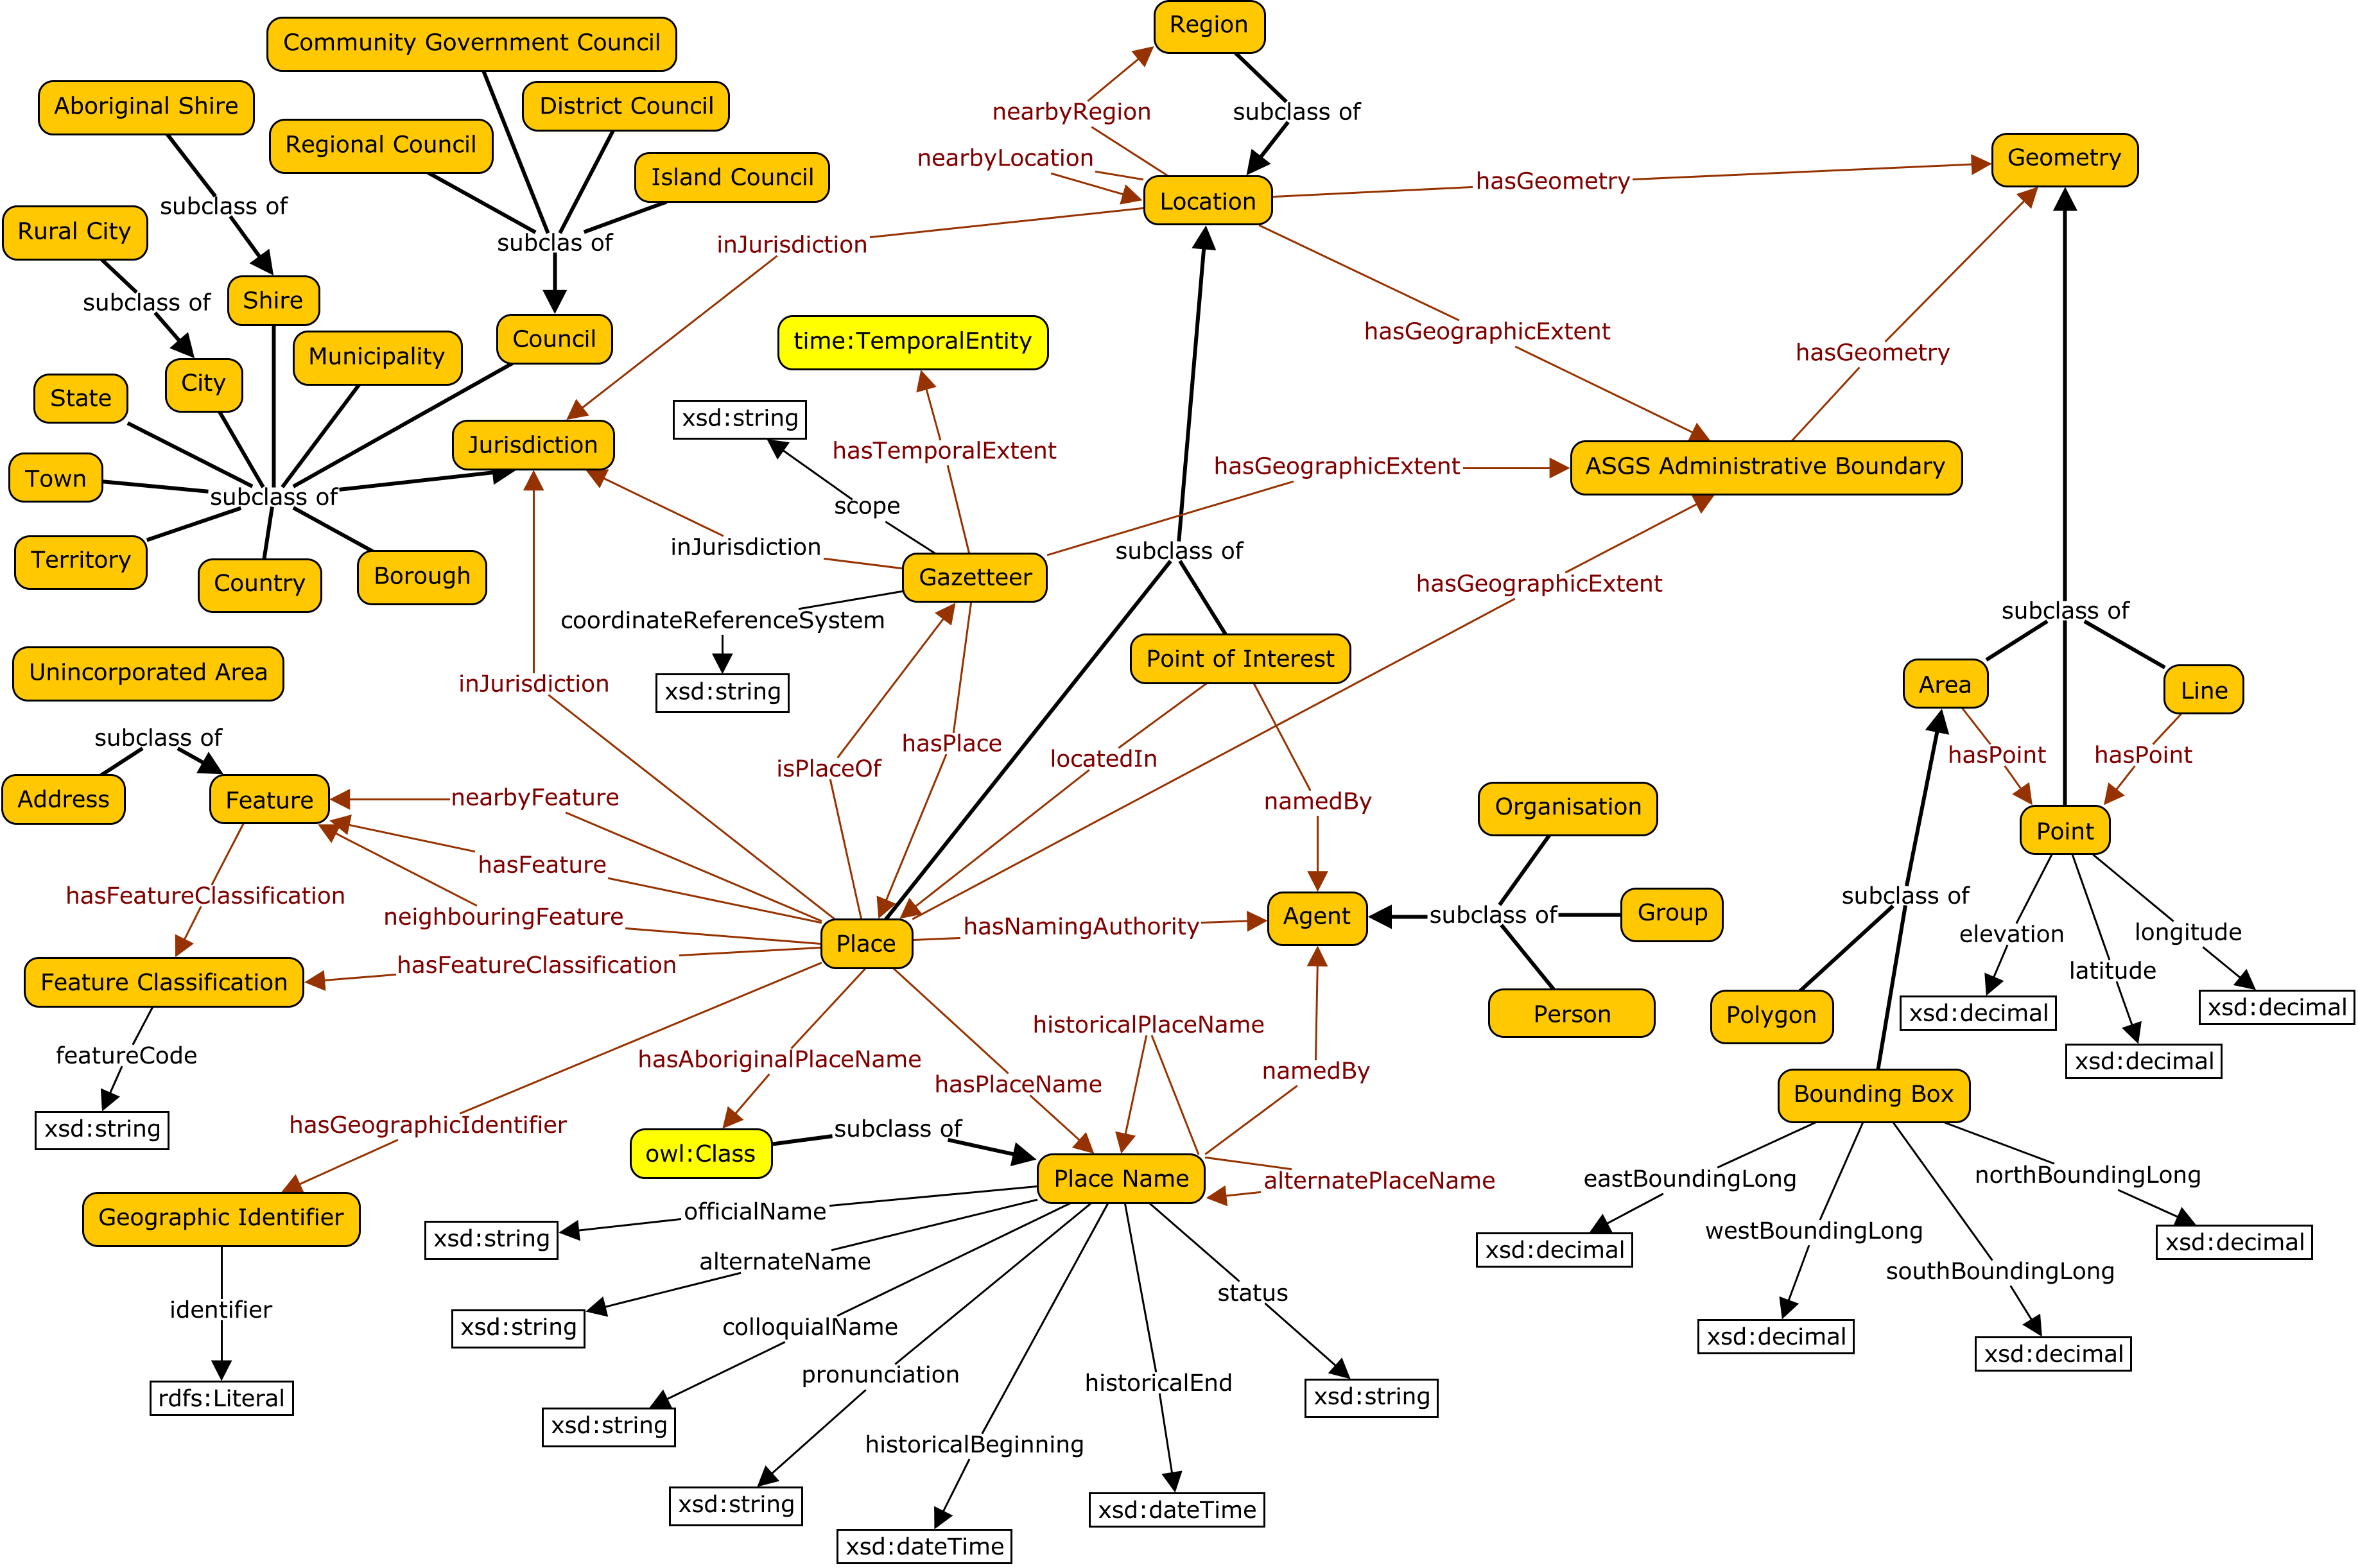 Region
Community Government Council
Aboriginal Shire
District Council
nearbyRegion
subclass of
Regional Council
nearbyLocation
Geometry
Island Council
hasGeometry
Location
subclass of
Rural City
subclas of
inJurisdiction
subclass of
Shire
hasGeographicExtent
Council
time:TemporalEntity
Municipality
hasGeometry
City
State
xsd:string
Jurisdiction
hasTemporalExtent
hasGeographicExtent
ASGS Administrative Boundary
Town
subclass of
scope
inJurisdiction
subclass of
Territory
Borough
Gazetteer
Country
hasGeographicExtent
subclass of
coordinateReferenceSystem
Point of Interest
Unincorporated Area
inJurisdiction
Area
Line
xsd:string
subclass of
hasPlace
hasPoint
hasPoint
locatedIn
isPlaceOf
Address
Feature
nearbyFeature
namedBy
Organisation
Point
hasFeature
hasFeatureClassification
subclass of
neighbouringFeature
Agent
subclass of
Group
hasNamingAuthority
longitude
elevation
Place
hasFeatureClassification
latitude
Feature Classification
xsd:decimal
xsd:decimal
Person
Polygon
historicalPlaceName
featureCode
hasAboriginalPlaceName
xsd:decimal
namedBy
hasPlaceName
Bounding Box
hasGeographicIdentifier
xsd:string
subclass of
owl:Class
northBoundingLong
Place Name
eastBoundingLong
alternatePlaceName
officialName
Geographic Identifier
westBoundingLong
xsd:string
xsd:decimal
xsd:decimal
alternateName
southBoundingLong
status
identifier
colloquialName
xsd:string
xsd:decimal
xsd:decimal
pronunciation
historicalEnd
rdfs:Literal
xsd:string
xsd:string
historicalBeginning
xsd:string
xsd:dateTime
xsd:dateTime